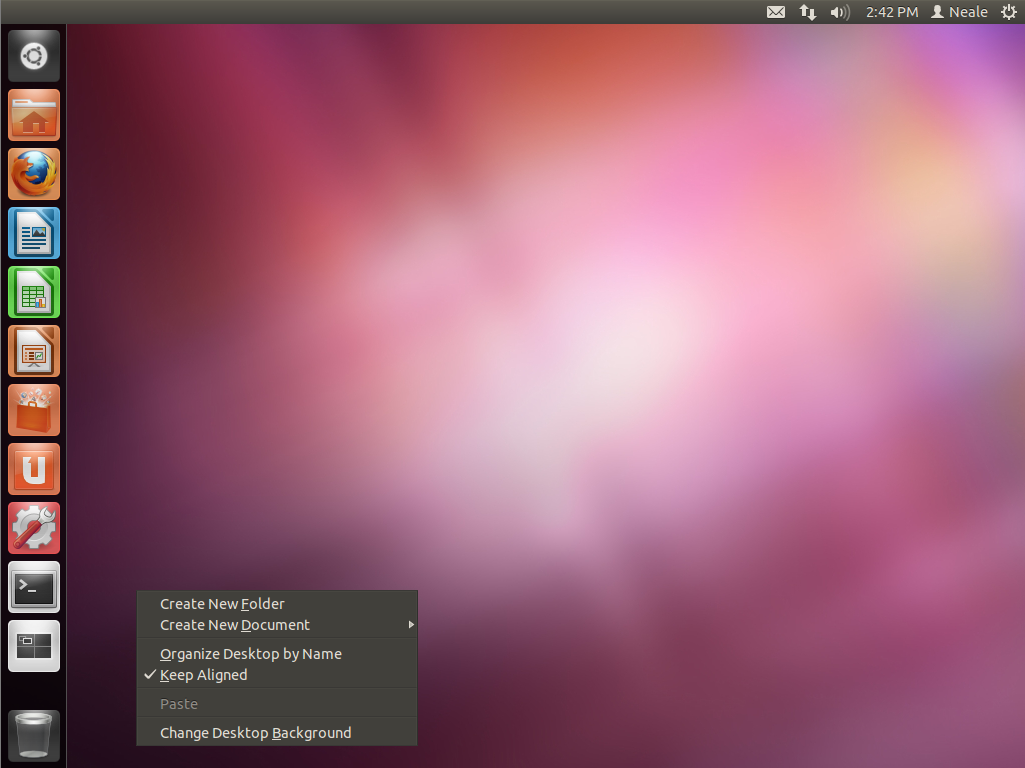 2:42 PM Neale
Create New Folder
Create New Document
Organize Desktop by Name
Keep Aligned
Paste
Change Desktop Background